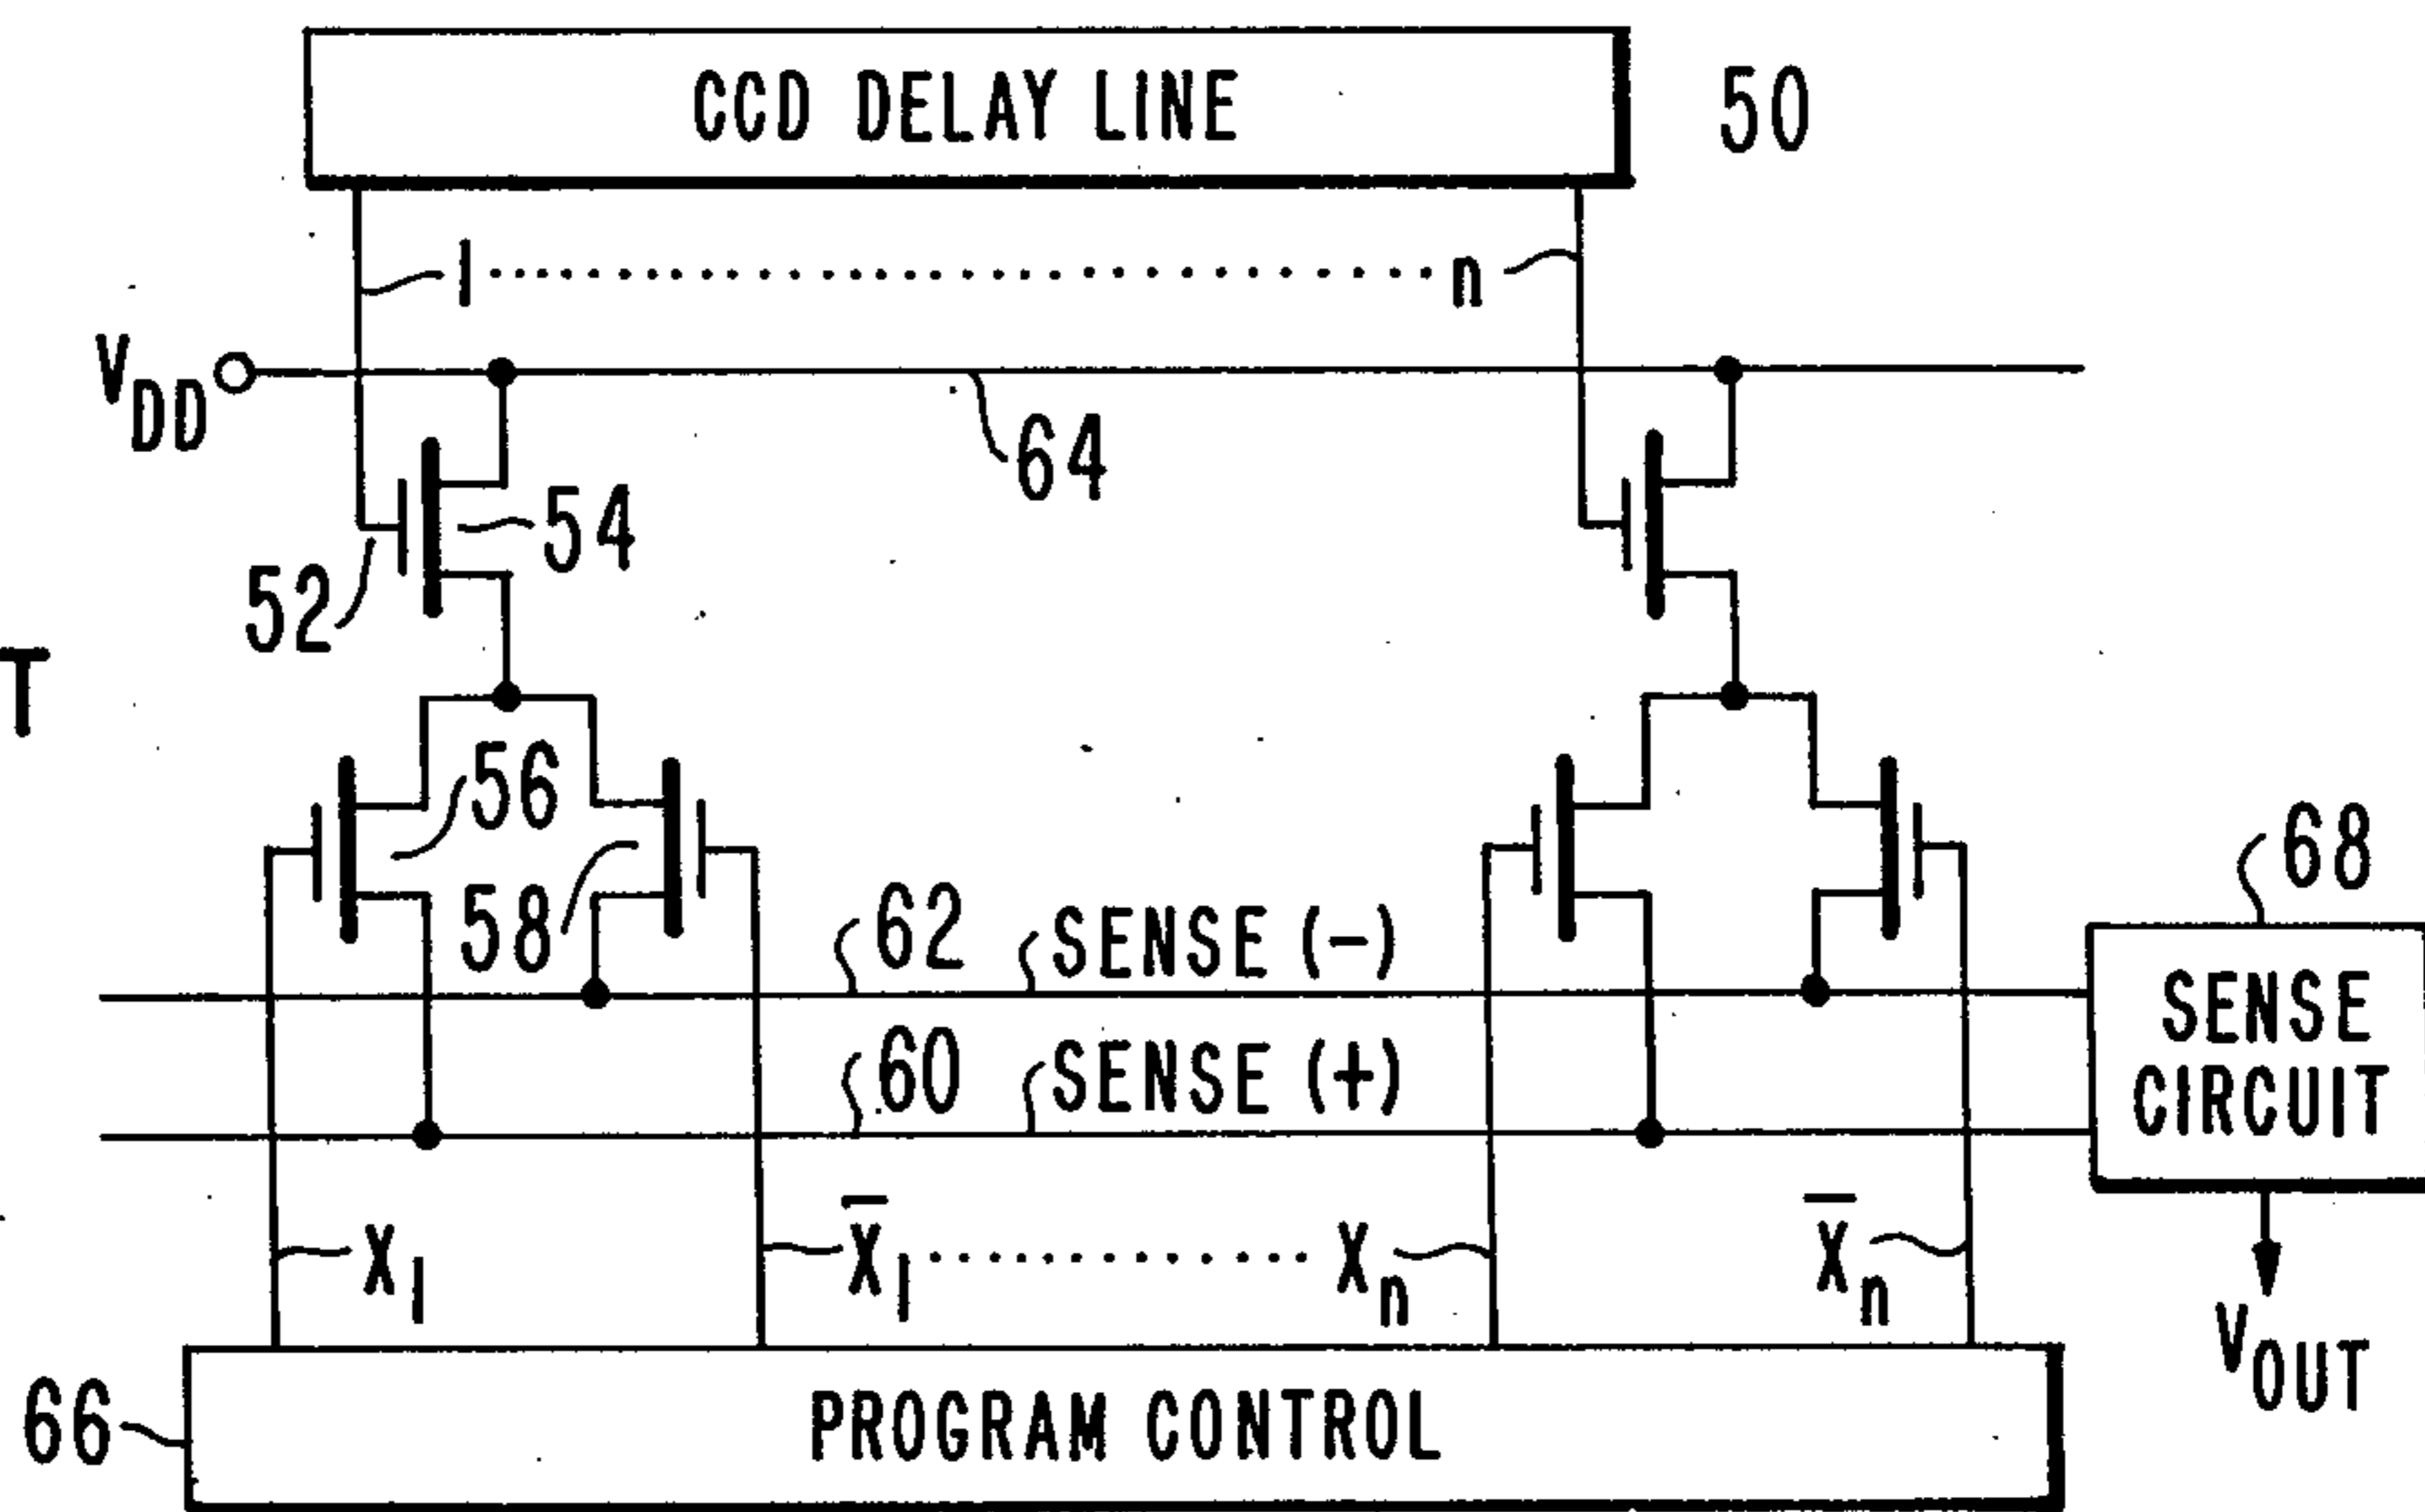 CCD DELAY LINE
50
1 n
VDD
64
54
52
T
56
58
62 SENSE (-)
68
60 SENSE (+)
SENSE
CIRCUIT
X1 X̅1 Xn X̅n
VOUT
66
PROGRAM CONTROL